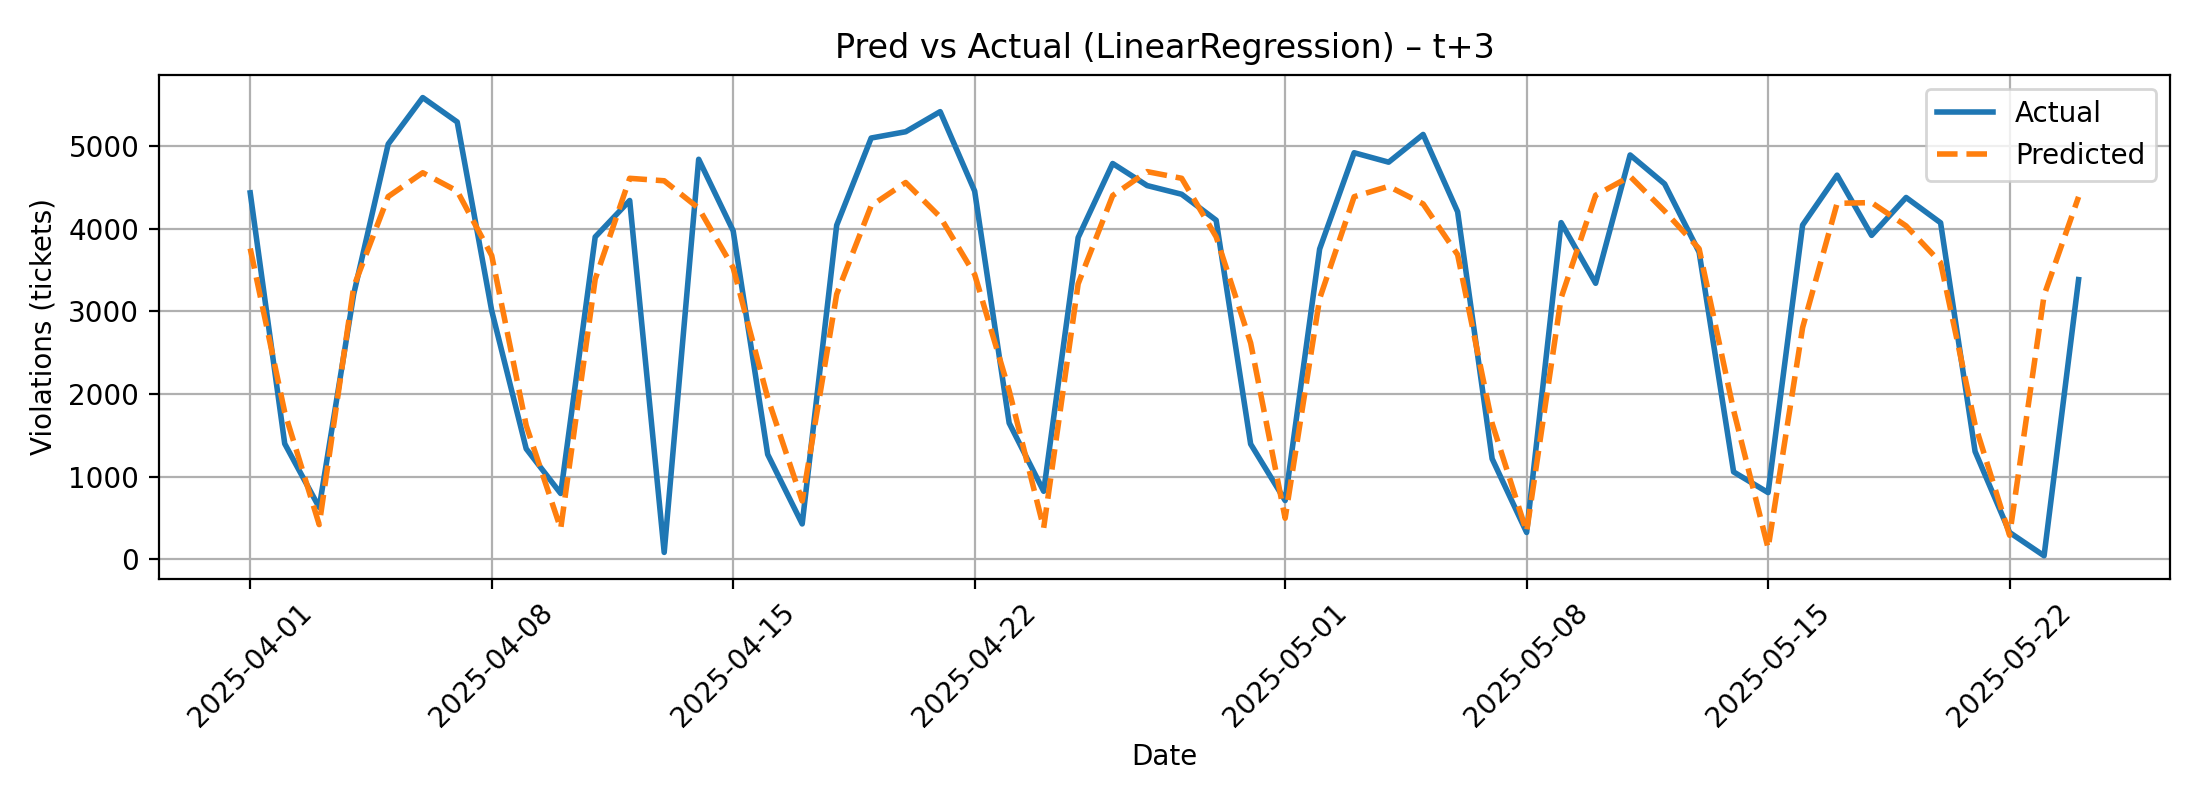 Pred vs Actual (LinearRegression) – t+3
Actual
Predicted
Violations (tickets)
5000
4000
3000
2000
1000
0
2025-04-01
2025-04-08
2025-04-15
2025-04-22
2025-05-01
2025-05-08
2025-05-15
2025-05-22
Date